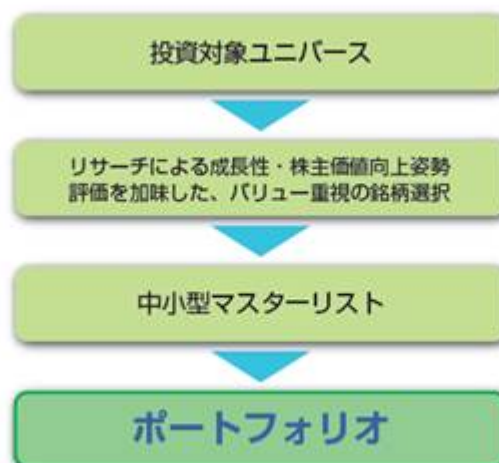 投資対象ユニバース
リサーチによる成長性・株主価値向上姿勢
評価を加味した、バリュー重視の銘柄選択
中小型マスターリスト
ポートフォリオ